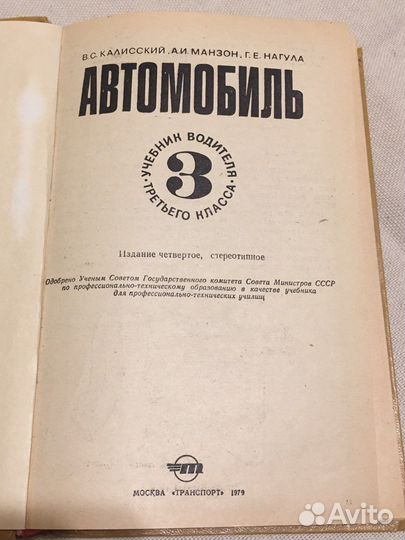 В. С. КАЛИССКИЙ, А. И. МАНЗОН, Г. Е. НАГУЛА
АВТОМОБИЛЬ
УЧЕБНИК ВОДИТЕЛЯ
3
ТРЕТЬЕГО КЛАССА
Издание четвертое, стереотипное
Одобрено Ученым Советом Государственного комитета Совета Министров СССР
по профессионально-техническому образованию в качестве учебника
для профессионально-технических училищ
т
МОСКВА «ТРАНСПОРТ» 1979
Avito